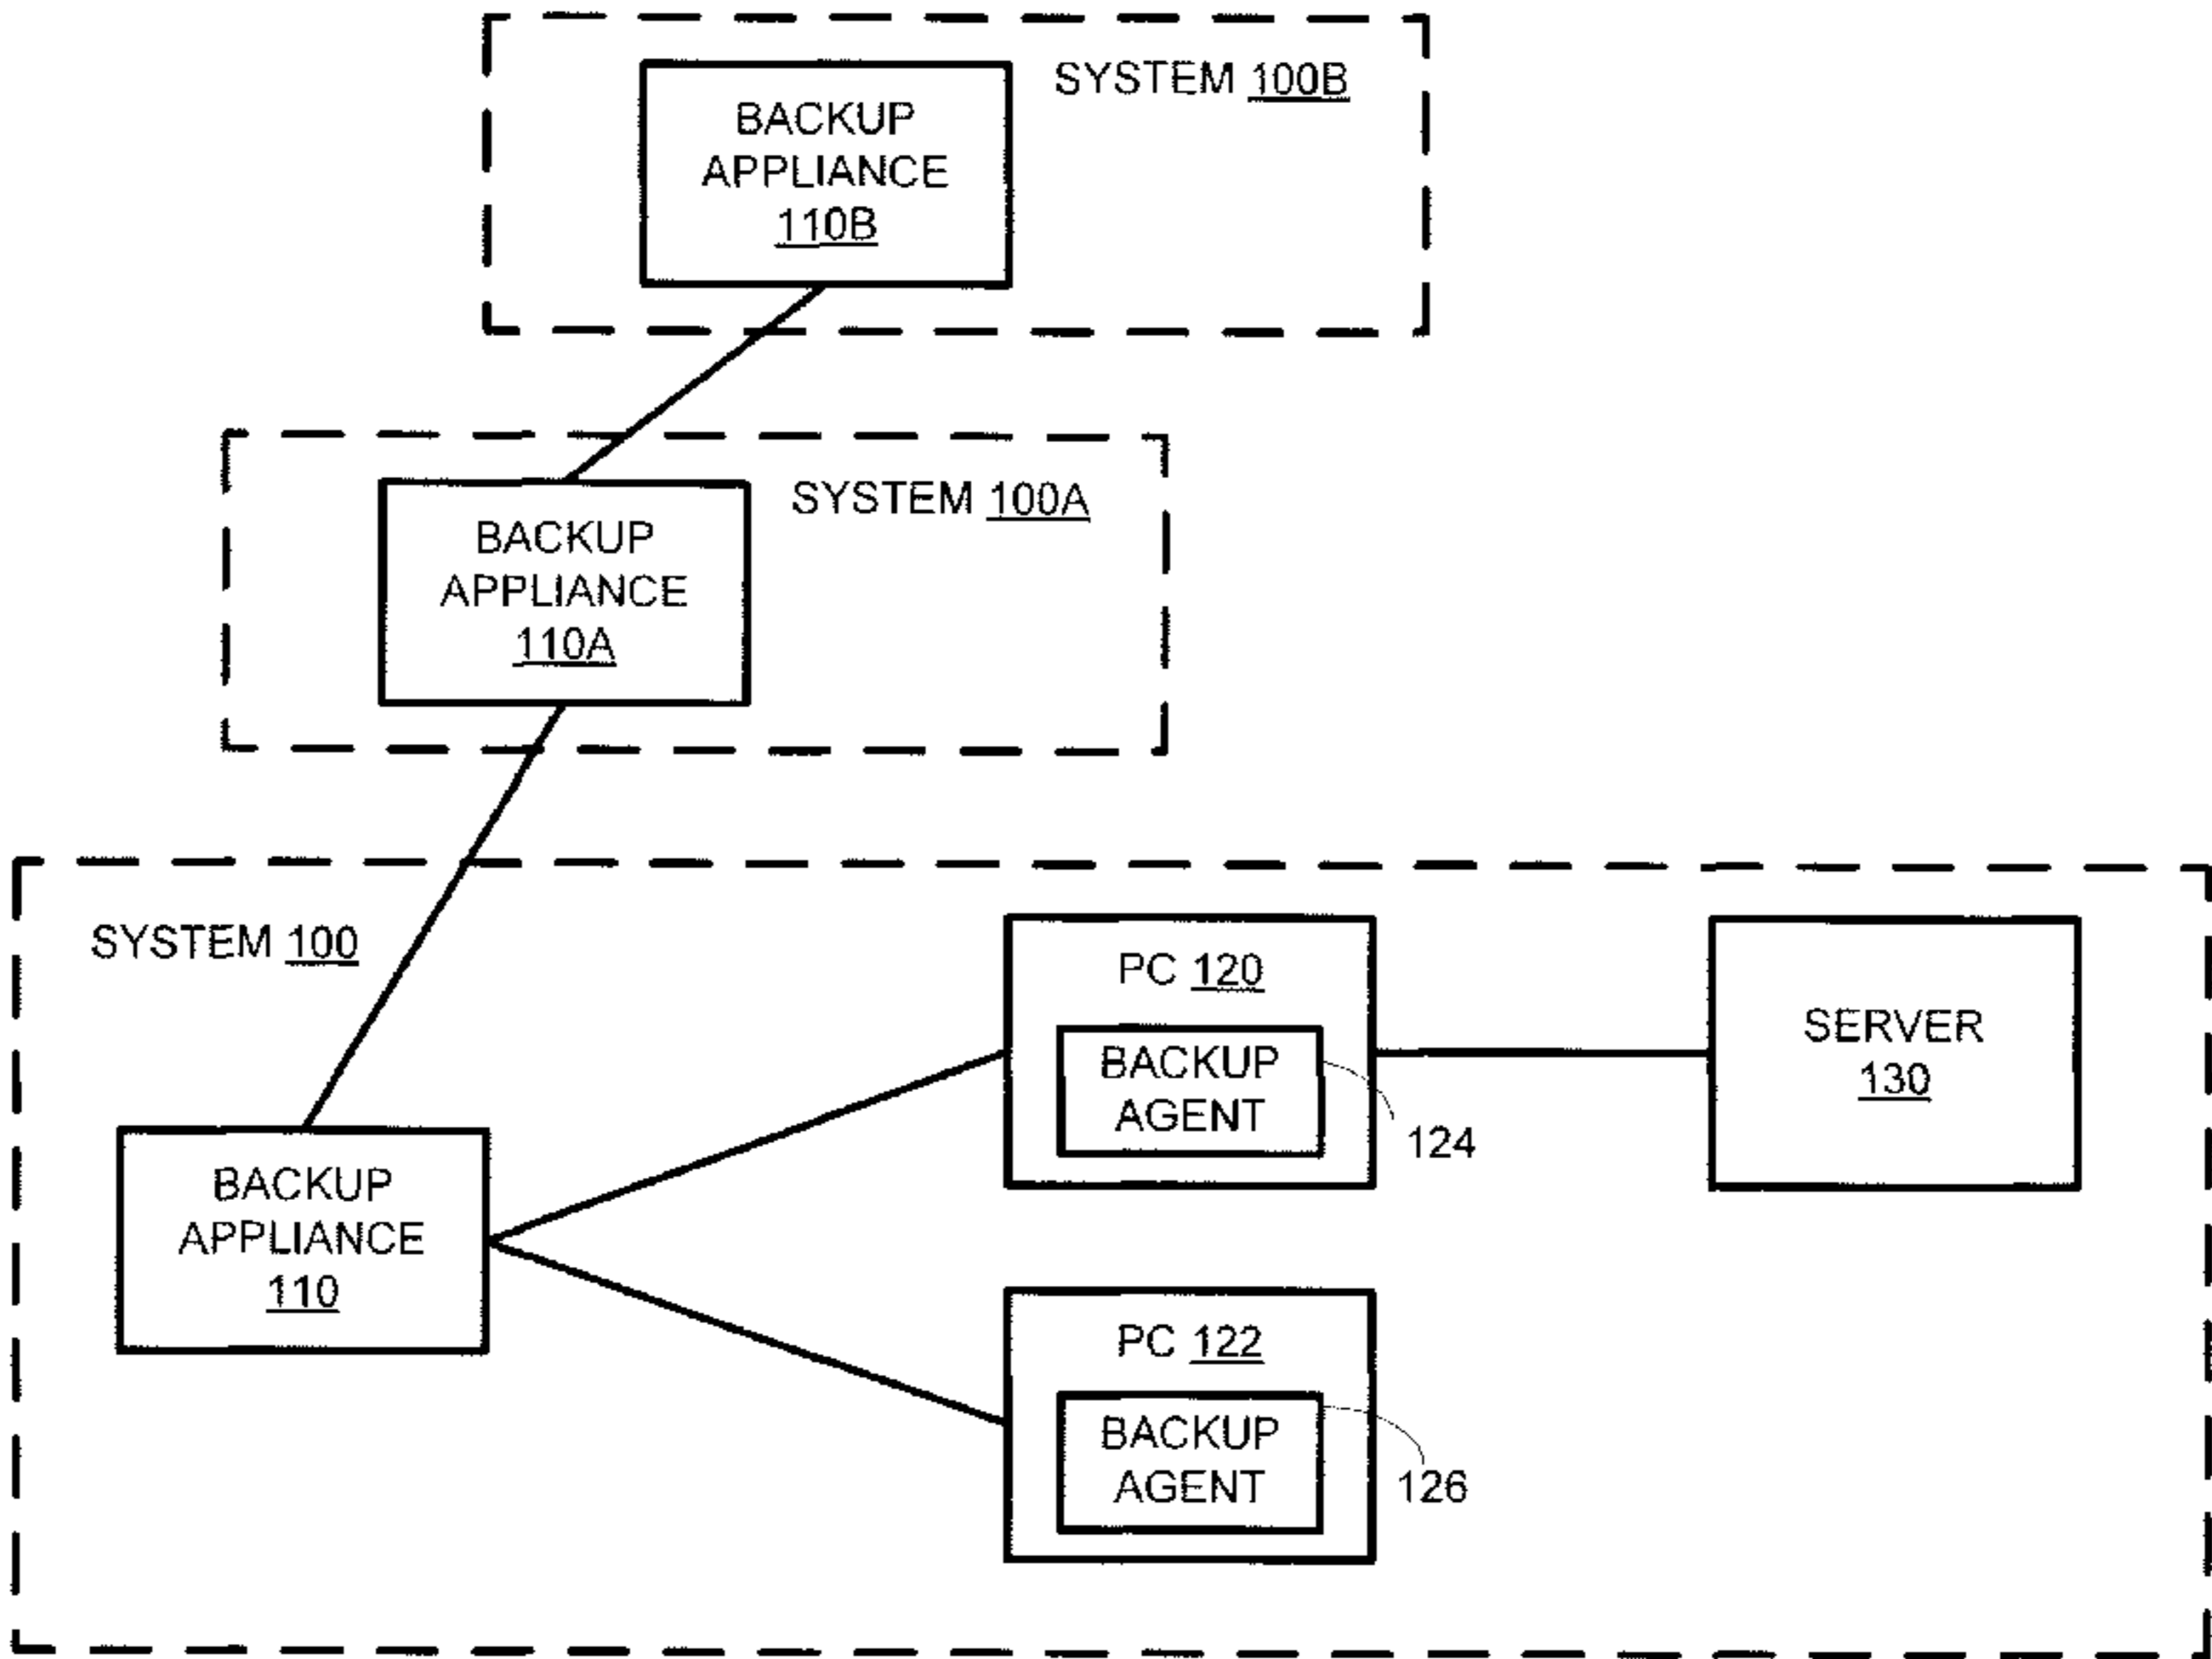 SYSTEM 100B
BACKUP
APPLIANCE
110B
SYSTEM 100A
BACKUP
APPLIANCE
110A
SYSTEM 100
BACKUP
APPLIANCE
110
PC 120
BACKUP
AGENT
124
SERVER
130
PC 122
BACKUP
AGENT
126